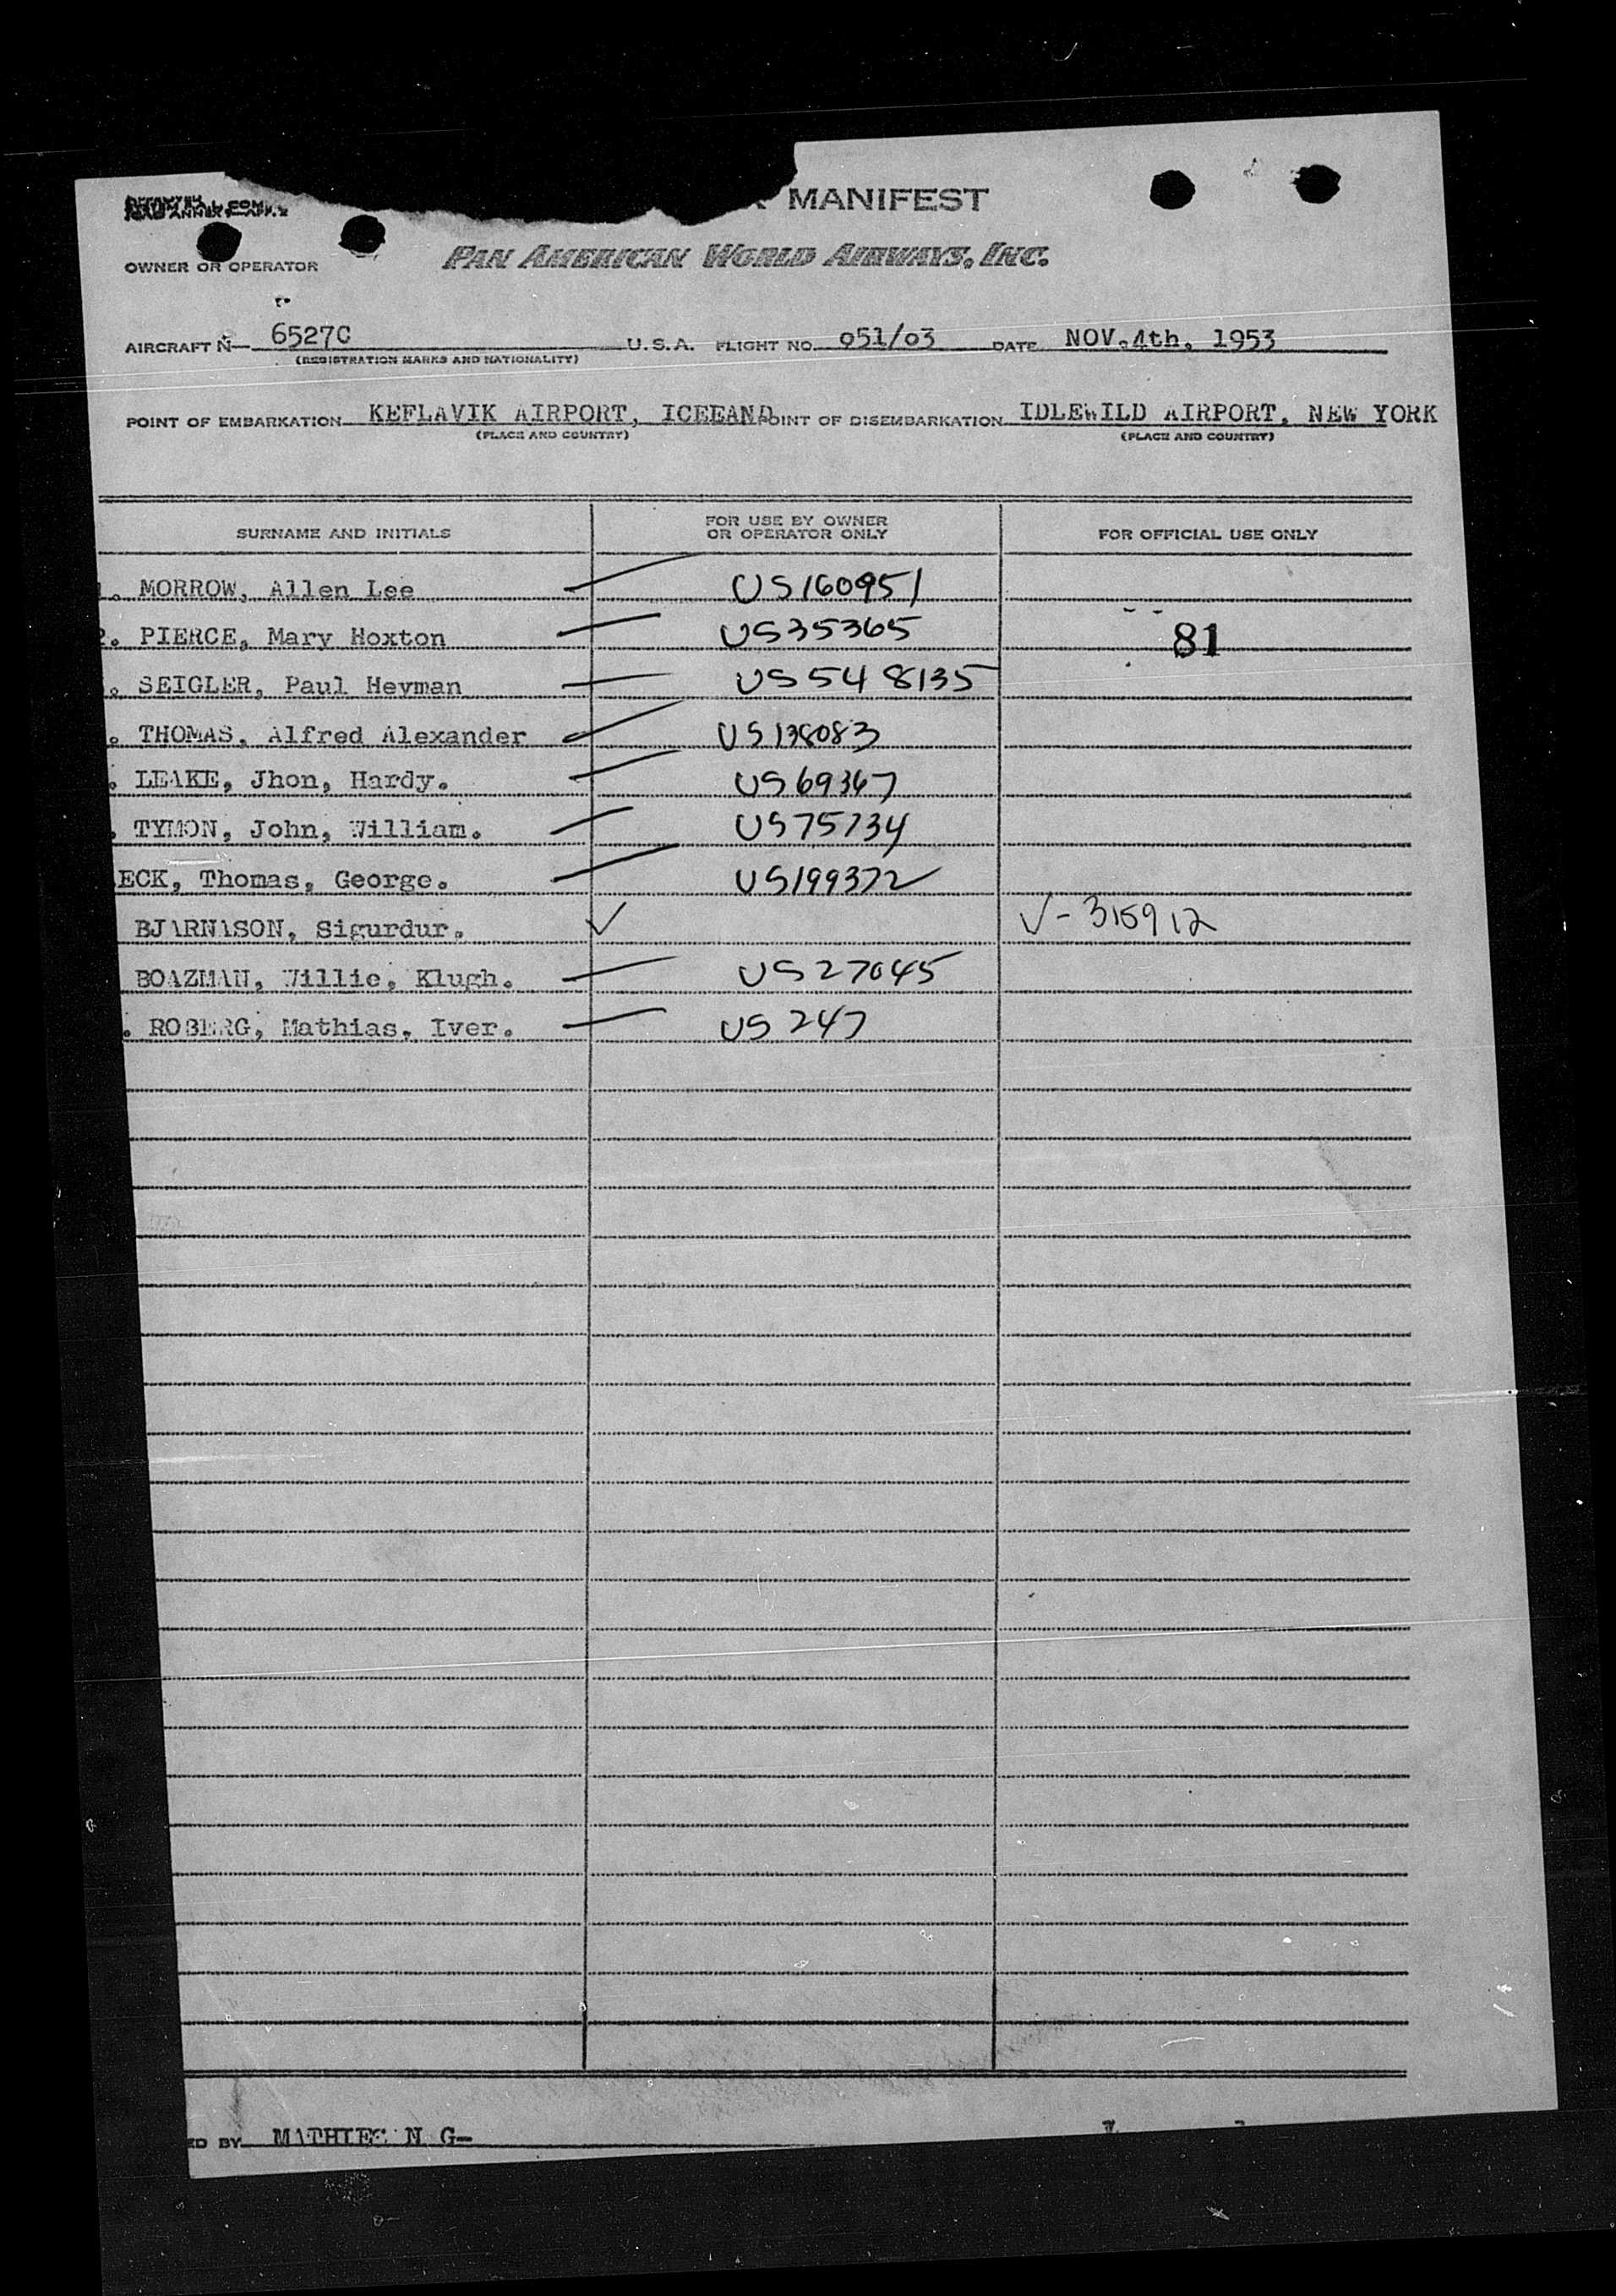 MANIFEST
OWNER OR OPERATOR
PAN AMERICAN WORLD AIRWAYS, INC.
AIRCRAFT N— 6527C U.S.A. FLIGHT NO. 051/03 DATE NOV.4th. 1953
(REGISTRATION MARKS AND NATIONALITY)
POINT OF EMBARKATION KEFLAVIK AIRPORT, ICEEAND POINT OF DISEMBARKATION IDLEWILD AIRPORT. NEW YORK
(PLACE AND COUNTRY) (PLACE AND COUNTRY)
SURNAME AND INITIALS FOR USE BY OWNER OR OPERATOR ONLY FOR OFFICIAL USE ONLY
. MORROW, Allen Lee US160951
. PIERCE, Mary Hoxton US35365 81
. SEIGLER, Paul Heyman US548135
. THOMAS, Alfred Alexander US138083
. LEAKE, Jhon, Hardy. US69367
. TYMON, John, William. US75734
ECK, Thomas, George. US199372
BJARNASON, Sigurdur. ✓ V-315912
BOAZMAN, Willie, Klugh. US27045
. ROBERG, Mathias, Iver. US247
ED BY N G—